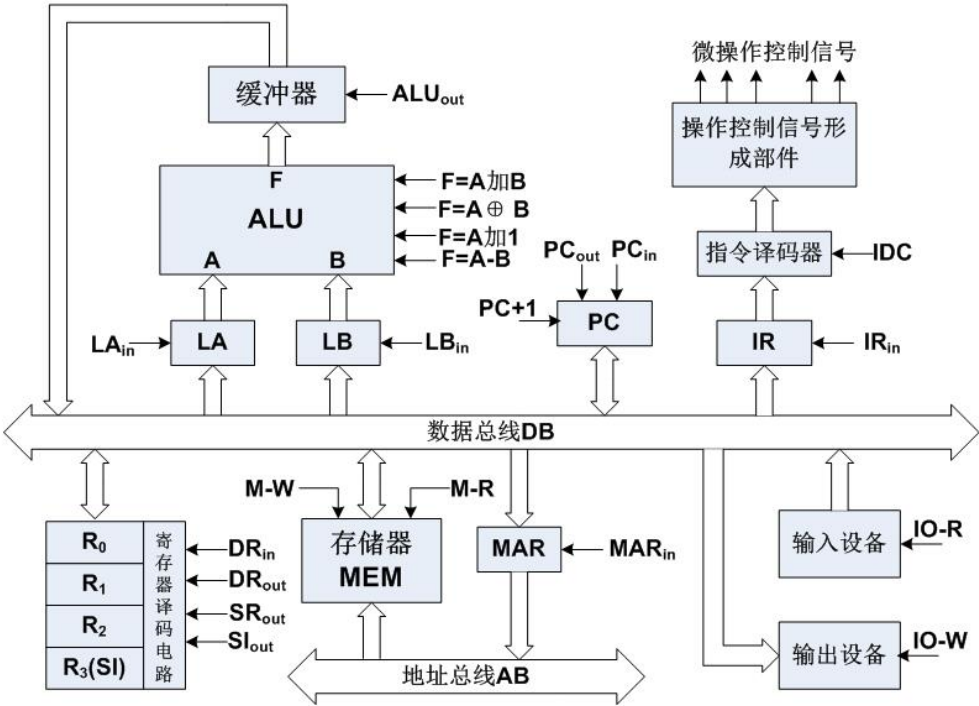 微操作控制信号
缓冲器
ALUout
操作控制信号形
成部件
F
ALU
A
B
F=A加B
F=A⊕ B
F=A加1
F=A-B
指令译码器
IDC
PCout
PCin
PC+1
PC
LAin
LA
LB
LBin
IR
IRin
数据总线DB
M-W
M-R
存储器
MEM
MAR
MARin
输入设备
IO-R
R0
R1
R2
R3(SI)
寄存器译码电路
DRin
DRout
SRout
SIout
输出设备
IO-W
地址总线AB